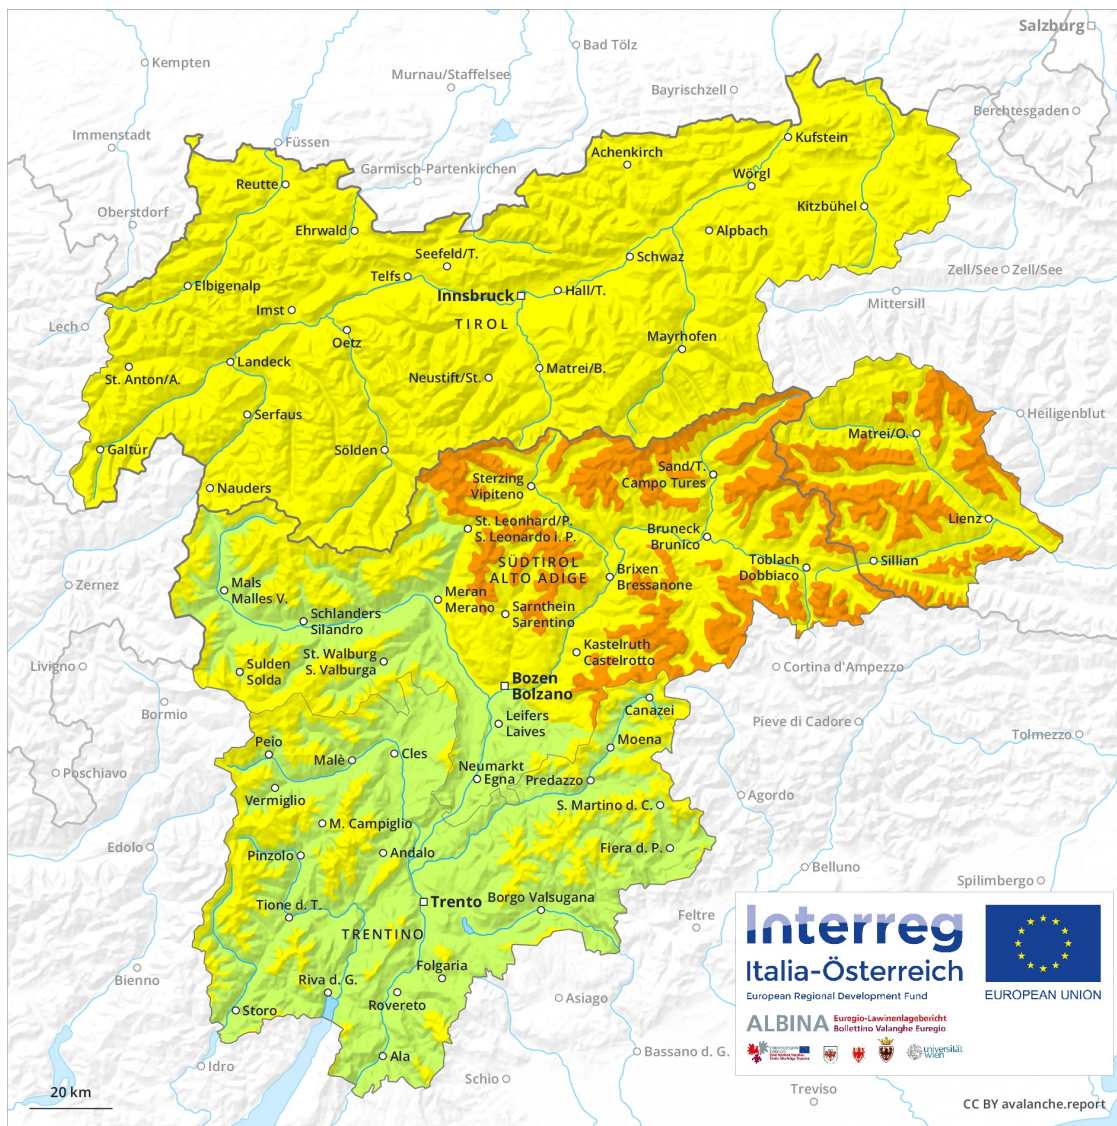 Salzburg
Bad Tölz
Kempten
Murnau/Staffelsee
Bayrischzell
Berchtesgaden
Immenstadt
Füssen
Kufstein
Achenkirch
Garmisch-Partenkirchen
Wörgl
Reutte
Oberstdorf
Kitzbühel
Ehrwald
Alpbach
Seefeld/T.
Schwaz
Telfs
Zell/See
Zell/See
Elbigenalp
Hall/T.
Innsbruck
Mittersill
Imst
TIROL
Lech
Oetz
Mayrhofen
Landeck
Matrei/B.
St. Anton/A.
Neustift/St.
Serfaus
Heiligenblut
Matrei/O.
Galtür
Sölden
Sand/T.
Campo Tures
Sterzing
Vipiteno
Nauders
Lienz
St. Leonhard/P.
S. Leonardo i. P.
Bruneck
Brunico
SÜDTIROL
ALTO ADIGE
Toblach
Dobbiaco
Sillian
Brixen
Bressanone
Zernez
Mals
Malles V.
Meran
Merano
Sarnthein
Sarentino
Schlanders
Silandro
Kastelruth
Castelrotto
St. Walburg
S. Valburga
Livigno
Sulden
Solda
Cortina d'Ampezzo
Bozen
Bolzano
Canazei
Bormio
Leifers
Laives
Pieve di Cadore
Tolmezzo
Peio
Moena
Malè
Cles
Neumarkt
Egna
Predazzo
Poschiavo
Vermiglio
Agordo
S. Martino d. C.
M. Campiglio
Edolo
Pinzolo
Andalo
Fiera d. P.
Belluno
Spilimbergo
Borgo Valsugana
Trento
Tione d. T.
Feltre
TRENTINO
Folgaria
Bienno
Riva d. G.
Rovereto
Asiago
Storo
Ala
Bassano d. G.
Idro
Schio
Treviso
20 km
Interreg
Italia-Österreich
European Regional Development Fund
EUROPEAN UNION
ALBINA
Euregio-Lawinenlagebericht
Bollettino Valanghe Euregio
universität
wien
CC BY avalanche.report